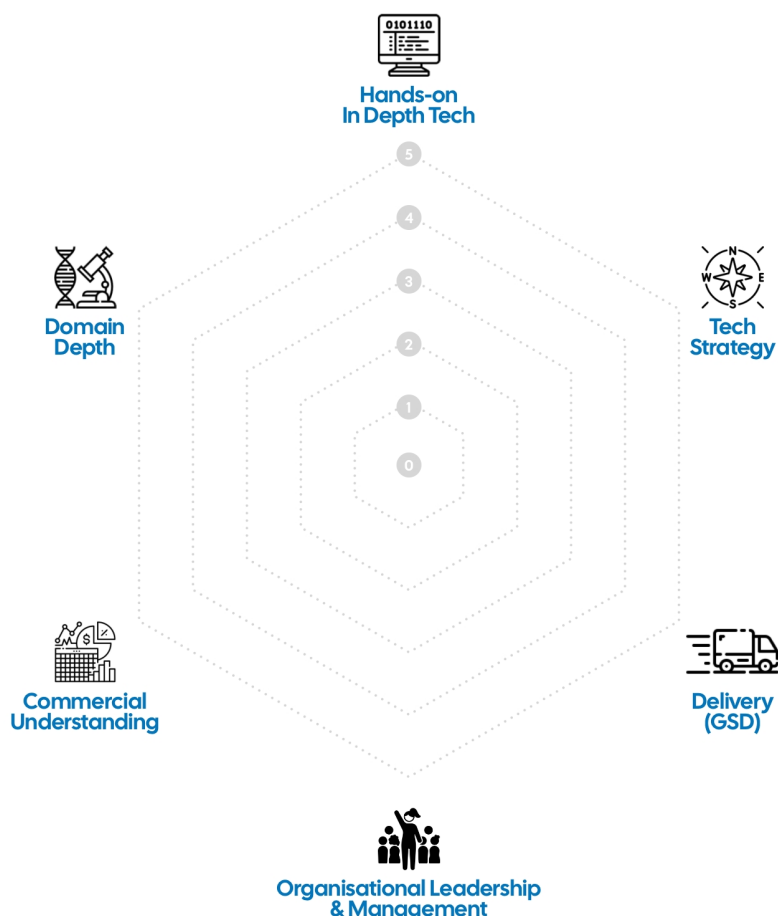 0101110
Hands-on
In Depth Tech
5
4
N
W
E
S
3
Domain
Depth
Tech
Strategy
2
1
0
%
$
Commercial
Understanding
Delivery
(GSD)
Organisational Leadership
& Management